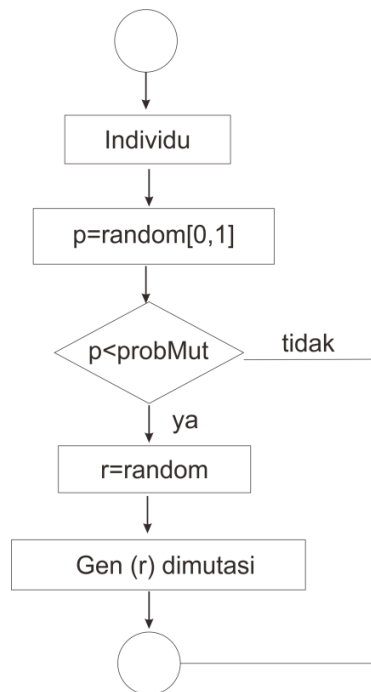 Individu
p=random[0,1]
p<probMut
tidak
ya
r=random
Gen (r) dimutasi